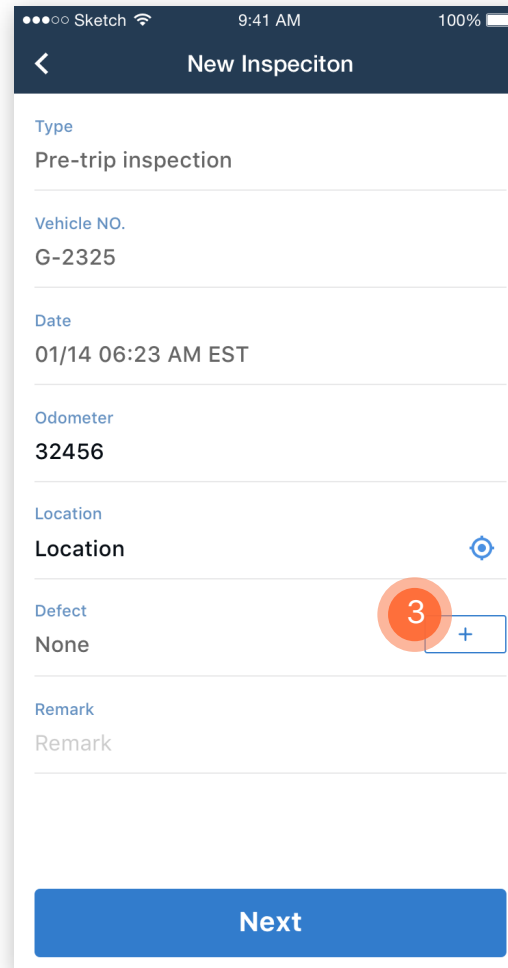 Sketch 9:41 AM 100%
New Inspeciton
Type
Pre-trip inspection
Vehicle NO.
G-2325
Date
01/14 06:23 AM EST
Odometer
32456
Location
Location
Defect
3
None
+
Remark
Remark
Next